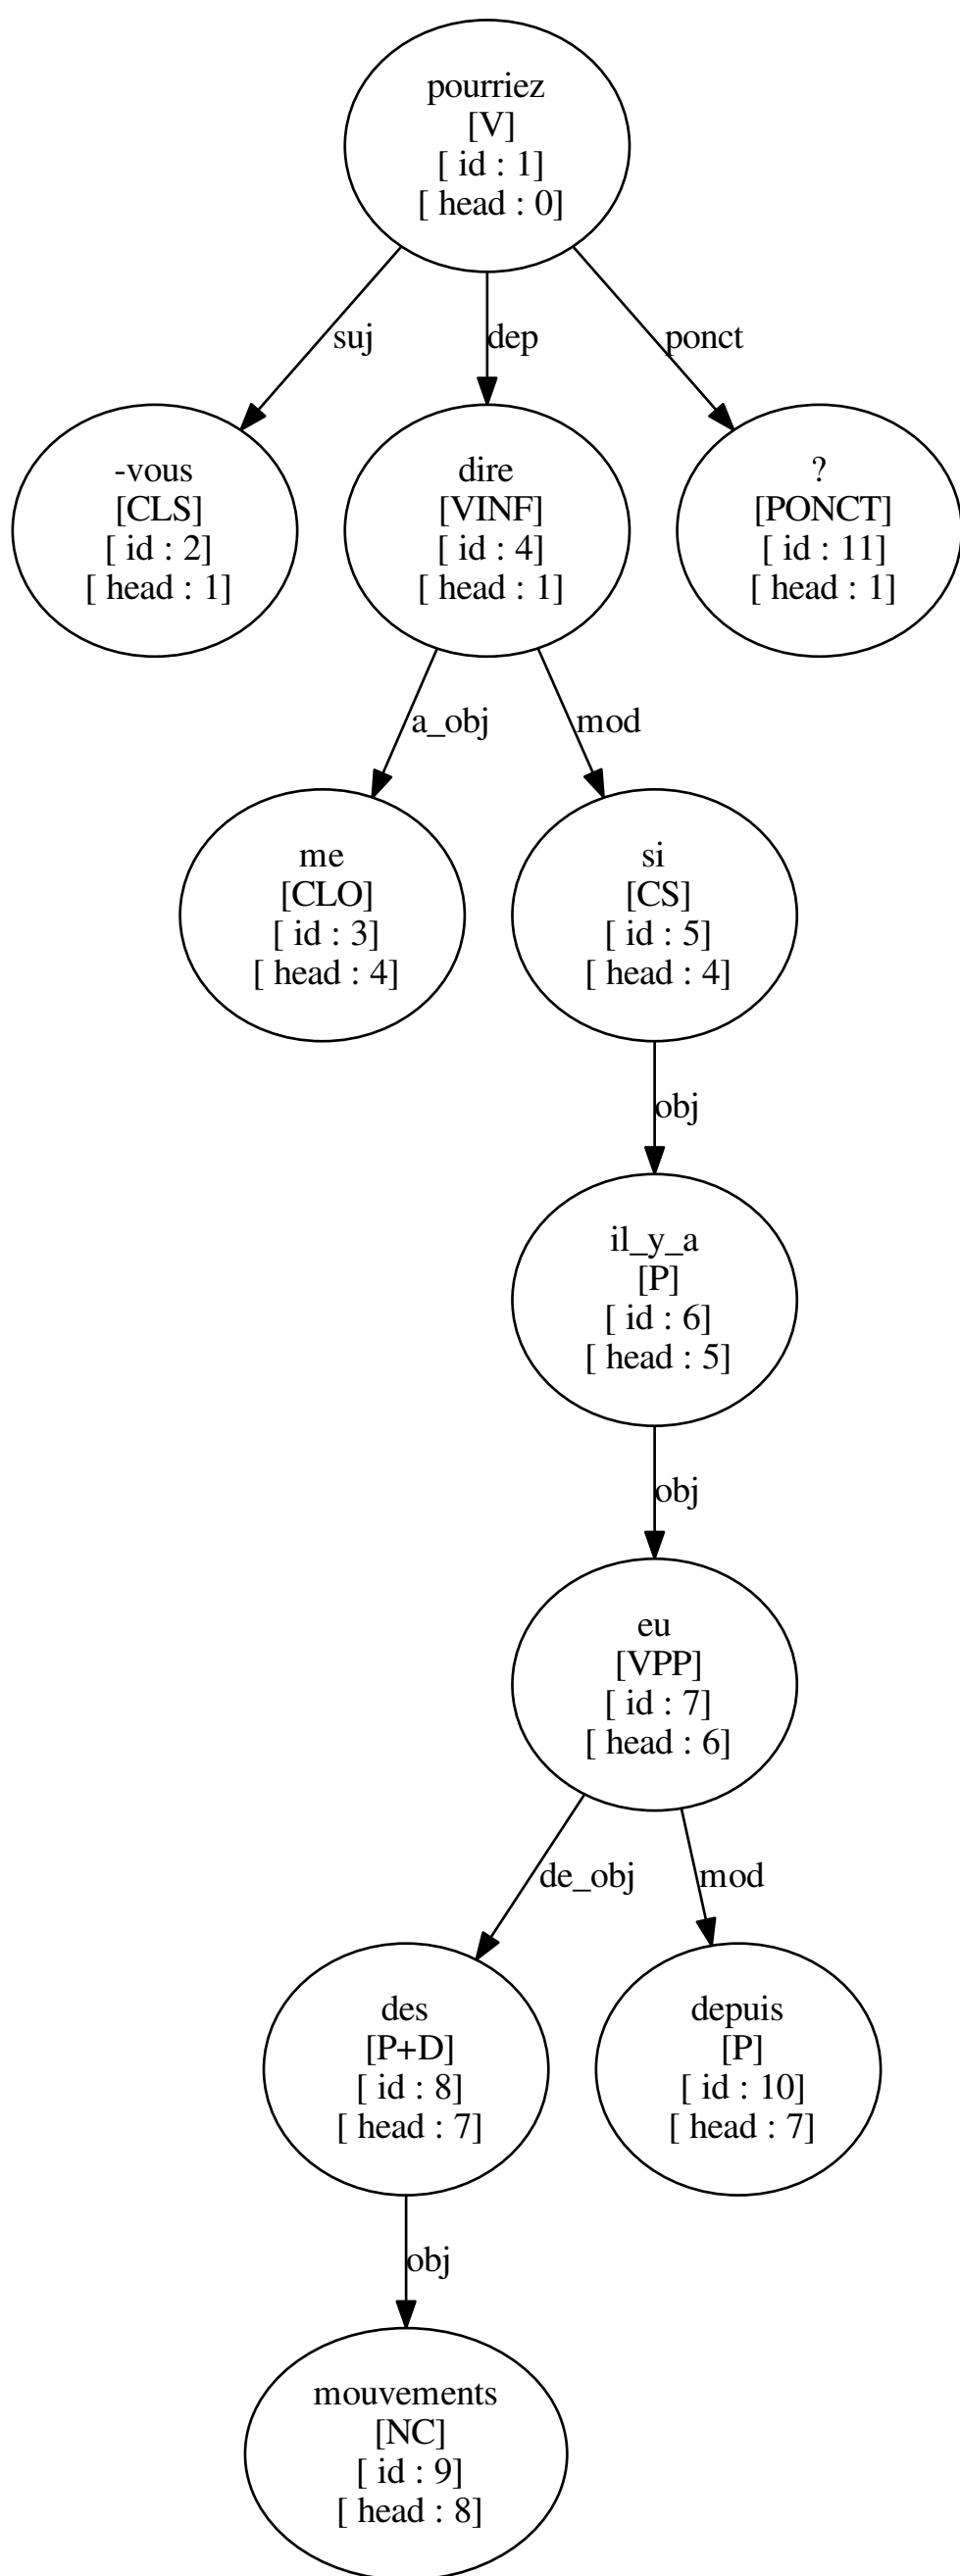 pourriez
[V]
[ id : 1]
[ head : 0]
suj
dep
ponct
-vous
[CLS]
[ id : 2]
[ head : 1]
dire
[VINF]
[ id : 4]
[ head : 1]
?
[PONCT]
[ id : 11]
[ head : 1]
a_obj
mod
me
[CLO]
[ id : 3]
[ head : 4]
si
[CS]
[ id : 5]
[ head : 4]
obj
il_y_a
[P]
[ id : 6]
[ head : 5]
obj
eu
[VPP]
[ id : 7]
[ head : 6]
de_obj
mod
des
[P+D]
[ id : 8]
[ head : 7]
depuis
[P]
[ id : 10]
[ head : 7]
obj
mouvements
[NC]
[ id : 9]
[ head : 8]